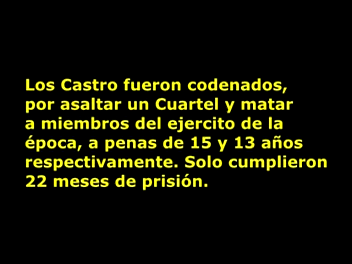 Los Castro fueron codenados,
por asaltar un Cuartel y matar
a miembros del ejercito de la
época, a penas de 15 y 13 años
respectivamente. Solo cumplieron
22 meses de prisión.